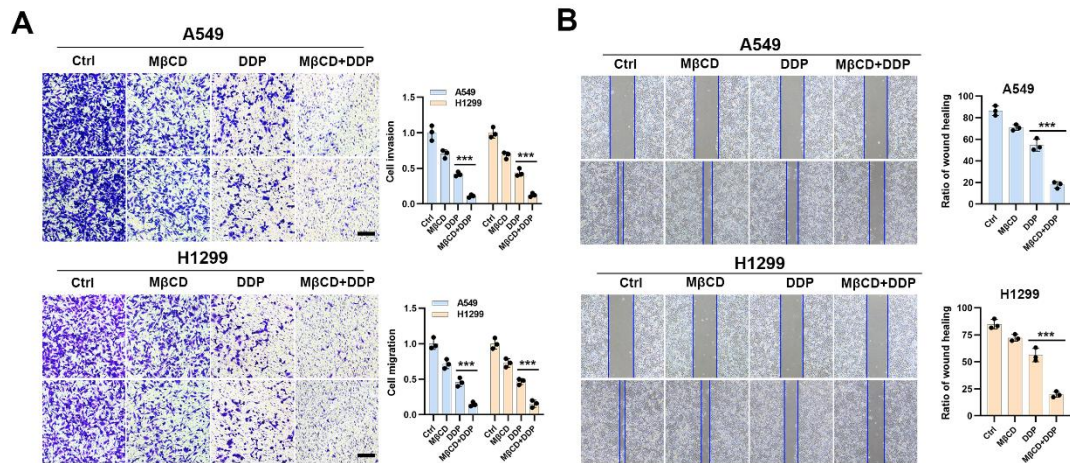 A
A549
Ctrl MβCD DDP MβCD+DDP
H1299
Ctrl MβCD DDP MβCD+DDP
A549
H1299
Cell invasion
1.5
1.0
0.5
0.0
***
***
Ctrl
MβCD
DDP
MβCD+DDP
Ctrl
MβCD
DDP
MβCD+DDP
A549
H1299
Cell migration
1.5
1.0
0.5
0.0
***
***
Ctrl
MβCD
DDP
MβCD+DDP
Ctrl
MβCD
DDP
MβCD+DDP
B
A549
Ctrl MβCD DDP MβCD+DDP
H1299
Ctrl MβCD DDP MβCD+DDP
A549
Ratio of wound healing
100
80
60
40
20
0
***
Ctrl
MβCD
DDP
MβCD+DDP
H1299
Ratio of wound healing
100
75
50
25
0
***
Ctrl
MβCD
DDP
MβCD+DDP